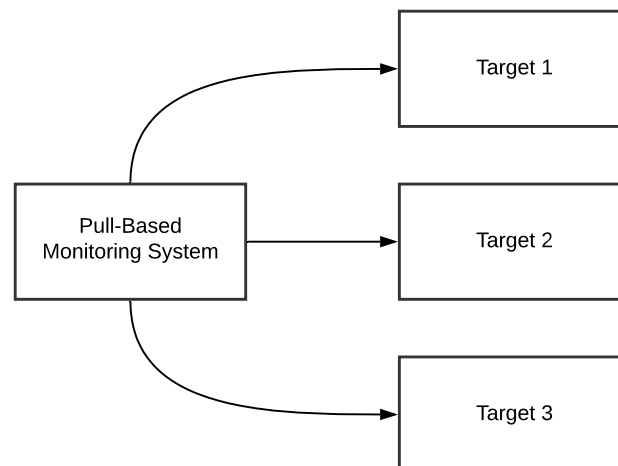 Target 1
Pull-Based
Monitoring System
Target 2
Target 3